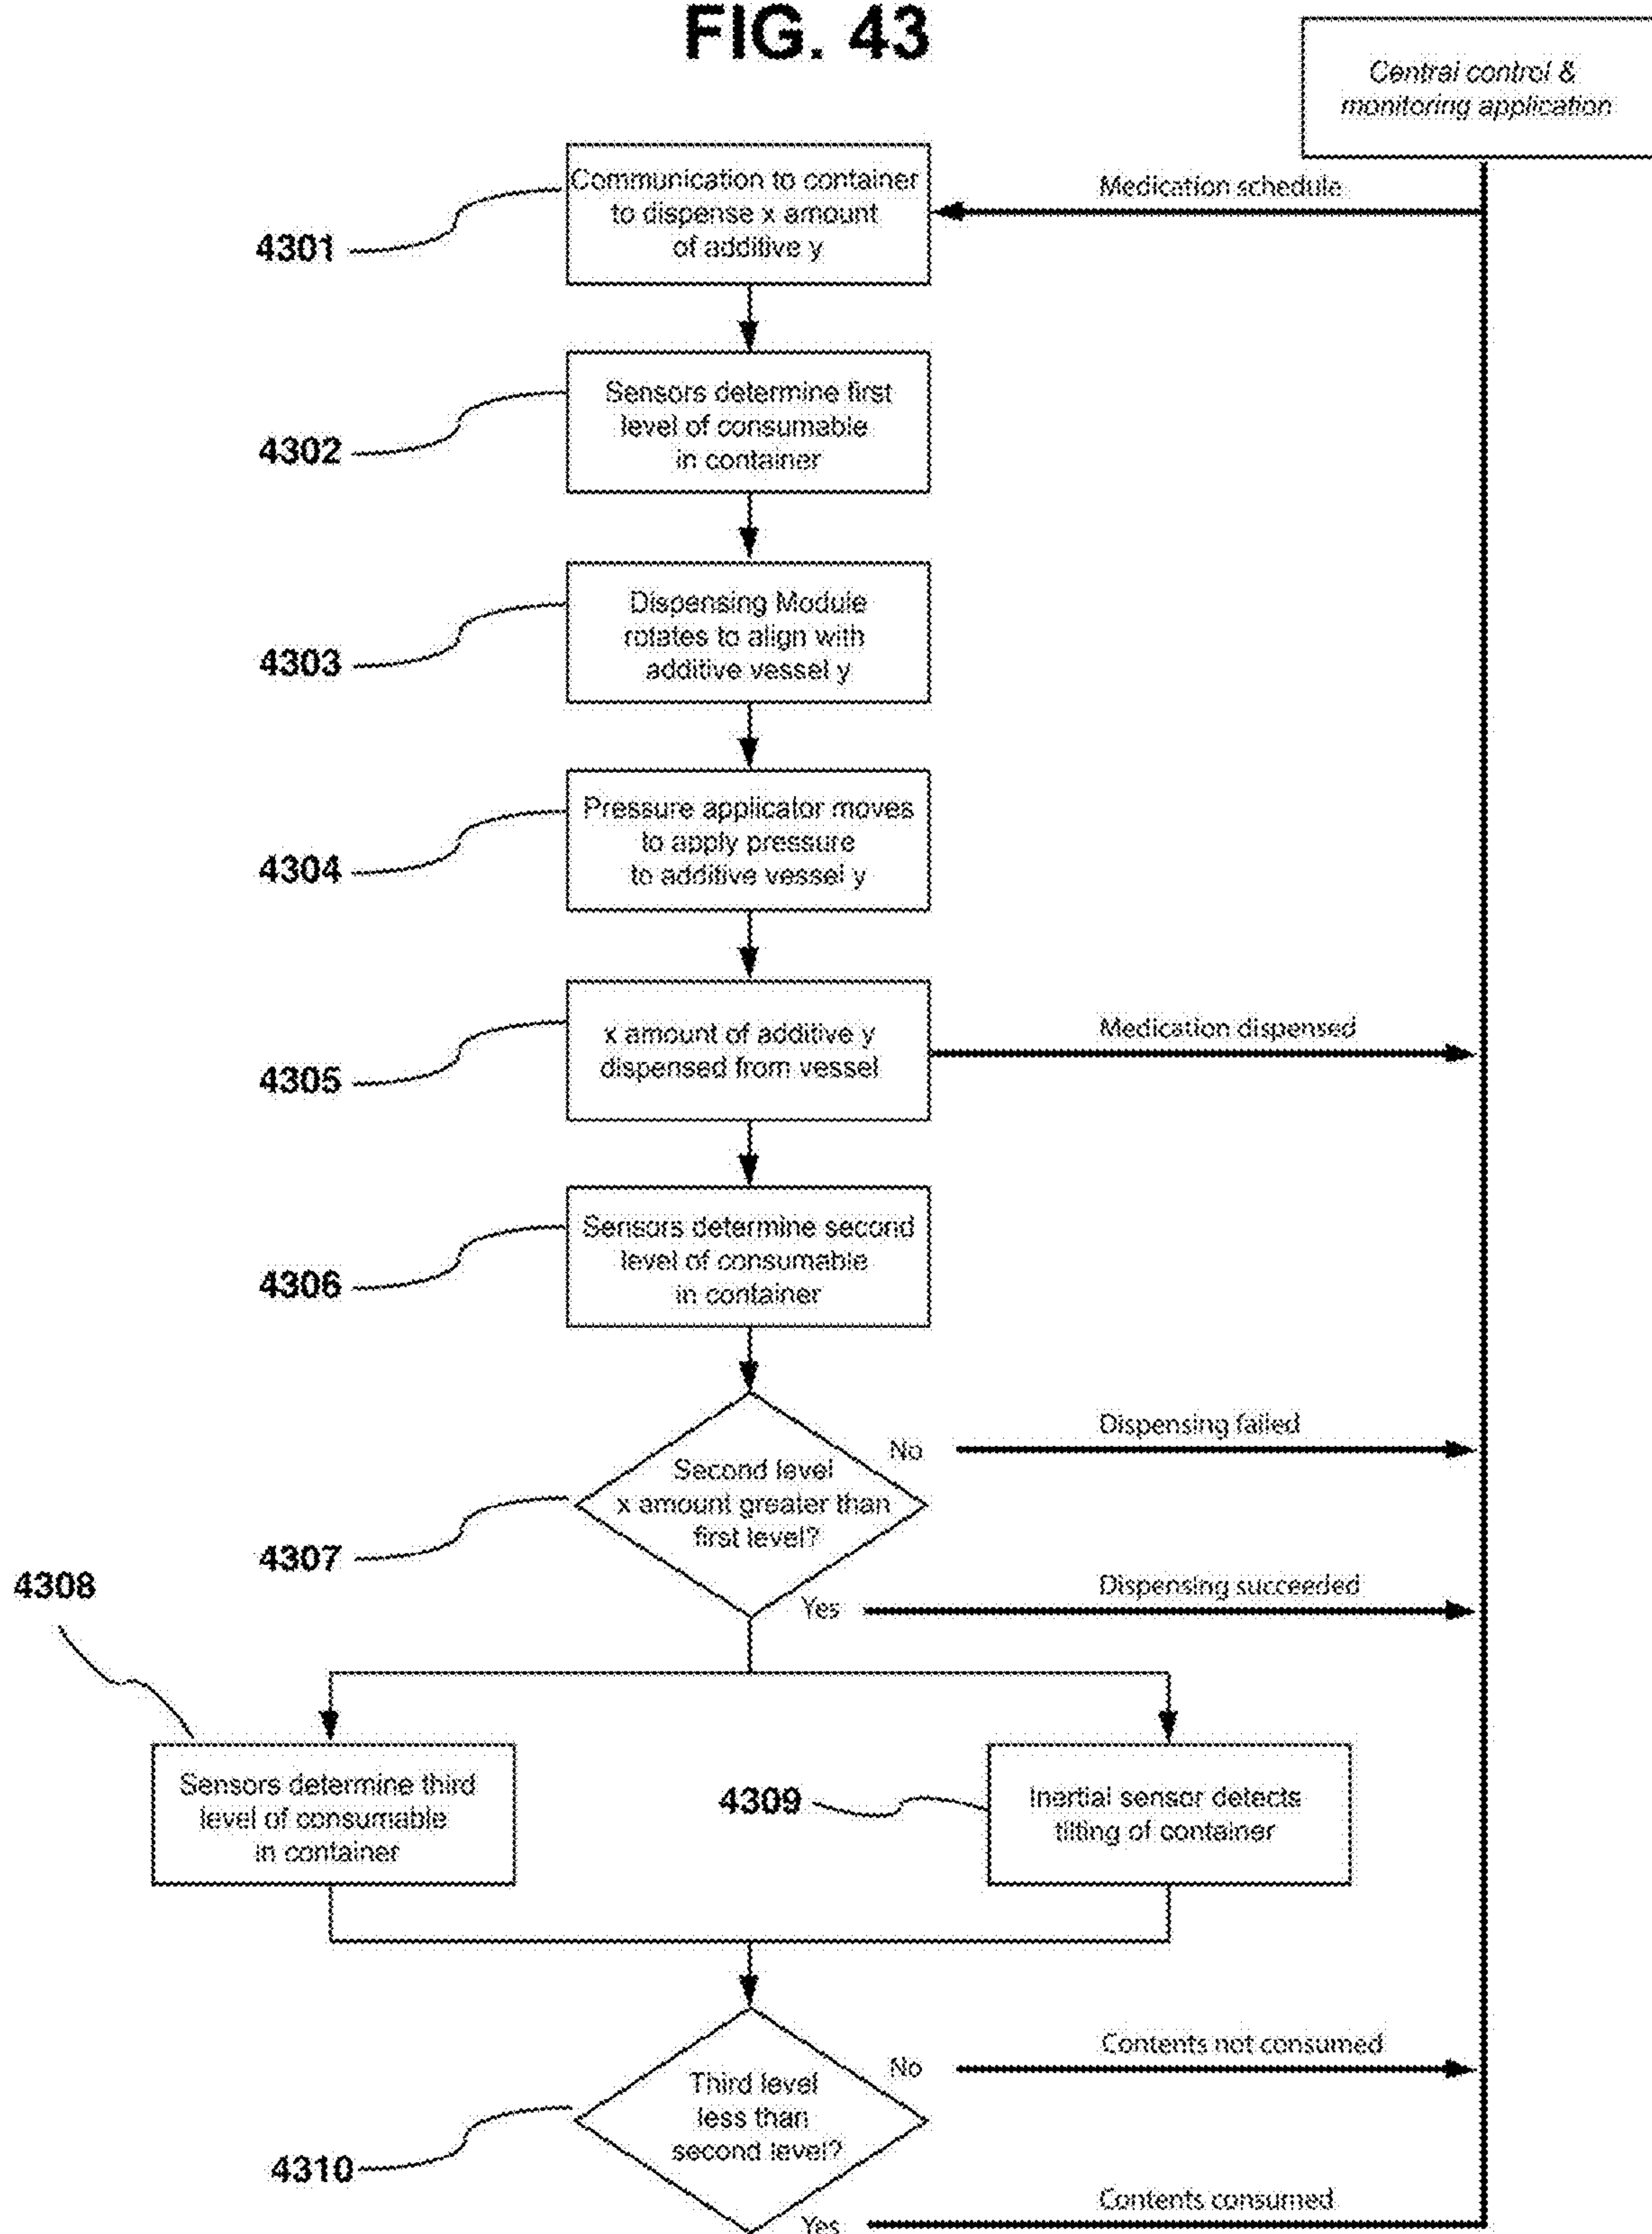 FIG. 43
Central control &
monitoring application
Communication to container
to dispense x amount
of additive y
Medication schedule
4301
Sensors determine first
level of consumable
in container
4302
Dispensing Module
rotates to align with
additive vessel y
4303
Pressure applicator moves
to apply pressure
to additive vessel y
4304
x amount of additive y
dispensed from vessel
Medication dispensed
4305
Sensors determine second
level of consumable
in container
4306
Second level
x amount greater than
first level?
No
Dispensing failed
4307
Yes
Dispensing succeeded
4308
Sensors determine third
level of consumable
in container
4309
Inertial sensor detects
tilting of container
Third level
less than
second level?
No
Contents not consumed
4310
Yes
Contents consumed